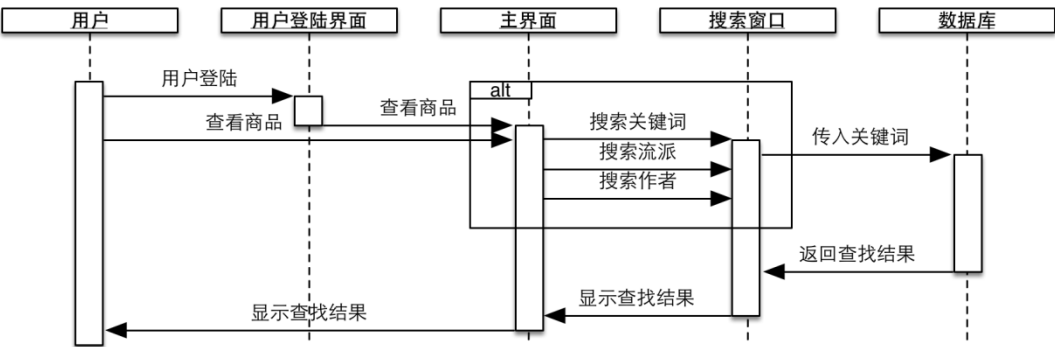 用户
用户登陆界面
主界面
搜索窗口
数据库
用户登陆
alt
查看商品
查看商品
搜索关键词
传入关键词
搜索流派
搜索作者
返回查找结果
显示查找结果
显示查找结果